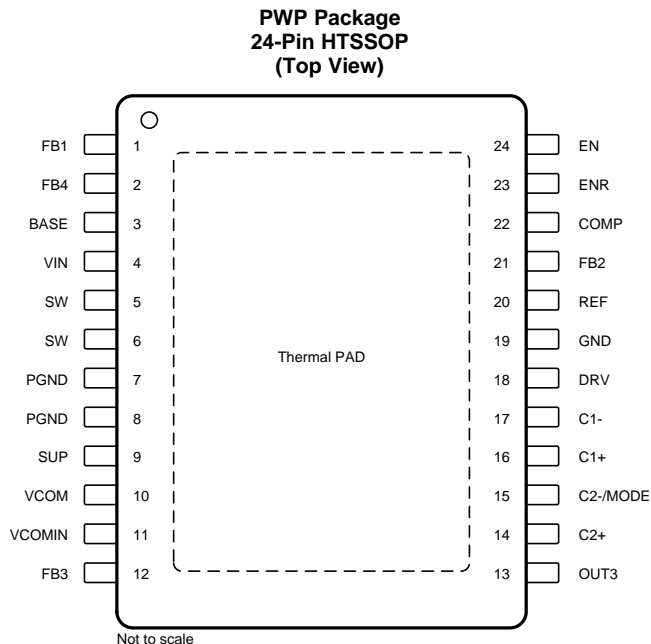 PWP Package
24-Pin HTSSOP
(Top View)
FB1 1 24 EN
FB4 2 23 ENR
BASE 3 22 COMP
VIN 4 21 FB2
SW 5 20 REF
SW 6 19 GND
Thermal PAD
PGND 7 18 DRV
PGND 8 17 C1-
SUP 9 16 C1+
VCOM 10 15 C2-/MODE
VCOMIN 11 14 C2+
FB3 12 13 OUT3
Not to scale